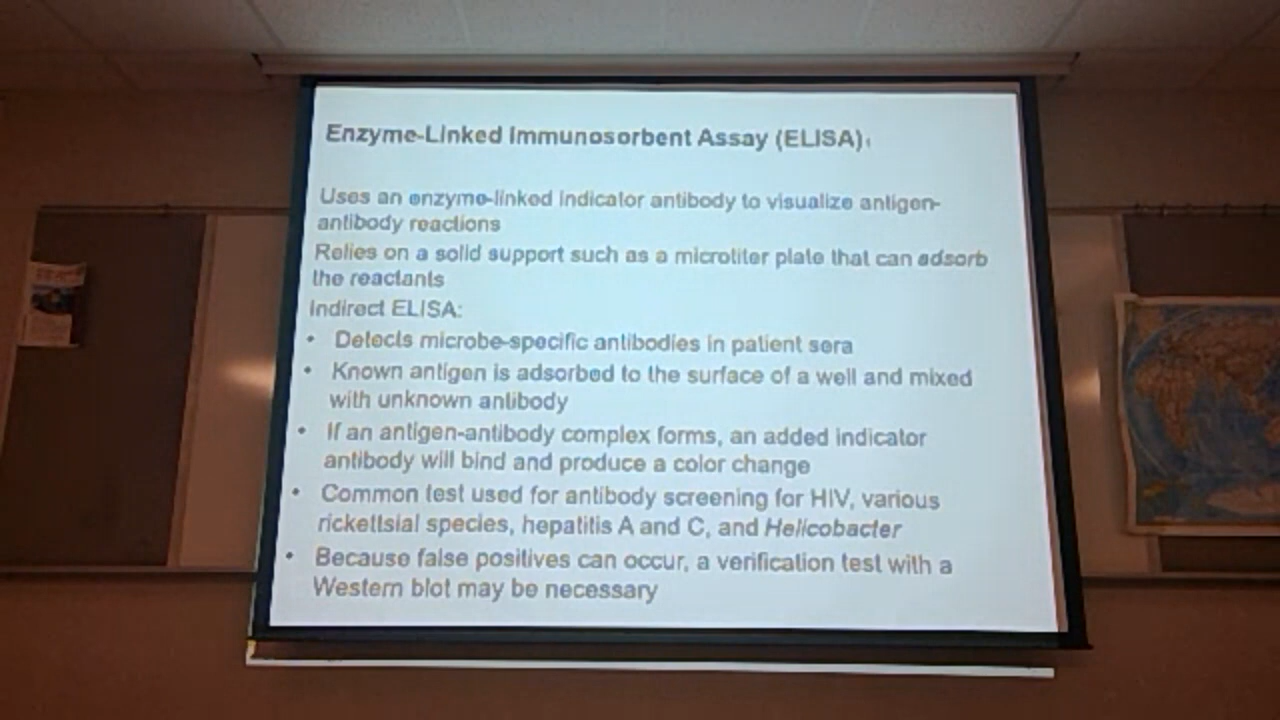 Enzyme-Linked Immunosorbent Assay (ELISA)1
Uses an enzyme-linked indicator antibody to visualize antigen-
antibody reactions
Relies on a solid support such as a microtiter plate that can adsorb
the reactants
Indirect ELISA:
• Detects microbe-specific antibodies in patient sera
• Known antigen is adsorbed to the surface of a well and mixed
with unknown antibody
• If an antigen-antibody complex forms, an added indicator
antibody will bind and produce a color change
• Common test used for antibody screening for HIV, various
rickettsial species, hepatitis A and C, and Helicobacter
• Because false positives can occur, a verification test with a
Western blot may be necessary